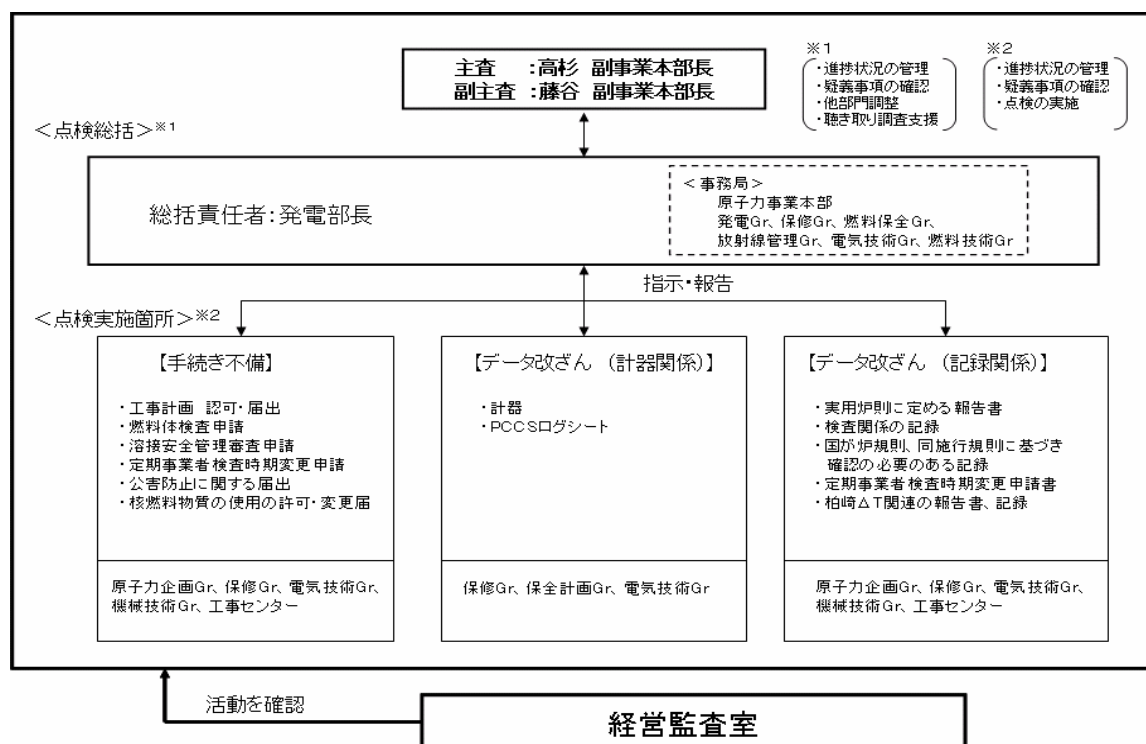 主査　：高杉 副事業本部長
副主査：藤谷 副事業本部長
※1
・進捗状況の管理
・疑義事項の確認
・他部門調整
・聴き取り調査支援
※2
・進捗状況の管理
・疑義事項の確認
・点検の実施
＜点検総括＞※1
総括責任者：発電部長
＜事務局＞
原子力事業本部
発電Gr、保修Gr、燃料保全Gr、
放射線管理Gr、電気技術Gr、燃料技術Gr
指示・報告
＜点検実施箇所＞※2
【手続き不備】
・工事計画 認可・届出
・燃料体検査申請
・溶接安全管理審査申請
・定期事業者検査時期変更申請
・公害防止に関する届出
・核燃料物質の使用の許可・変更届
原子力企画Gr、保修Gr、電気技術Gr、
機械技術Gr、工事センター
【データ改ざん （計器関係）】
・計器
・PCCSログシート
保修Gr、保全計画Gr、電気技術Gr
【データ改ざん （記録関係）】
・実用炉則に定める報告書
・検査関係の記録
・国が炉規則、同施行規則に基づき
確認の必要のある記録
・定期事業者検査時期変更申請書
・柏崎△T関連の報告書、記録
原子力企画Gr、保修Gr、電気技術Gr、
機械技術Gr、工事センター
活動を確認
経営監査室